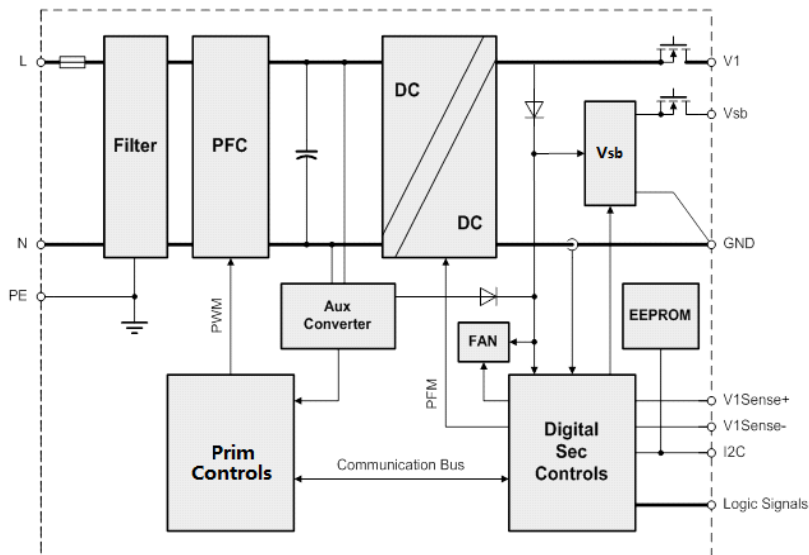 L
V1
DC
Vsb
Filter
PFC
Vsb
DC
N
GND
PE
Aux
Converter
EEPROM
PWM
FAN
PFM
V1Sense+
V1Sense-
Prim
Controls
Digital
Sec
Controls
I2C
Communication Bus
Logic Signals